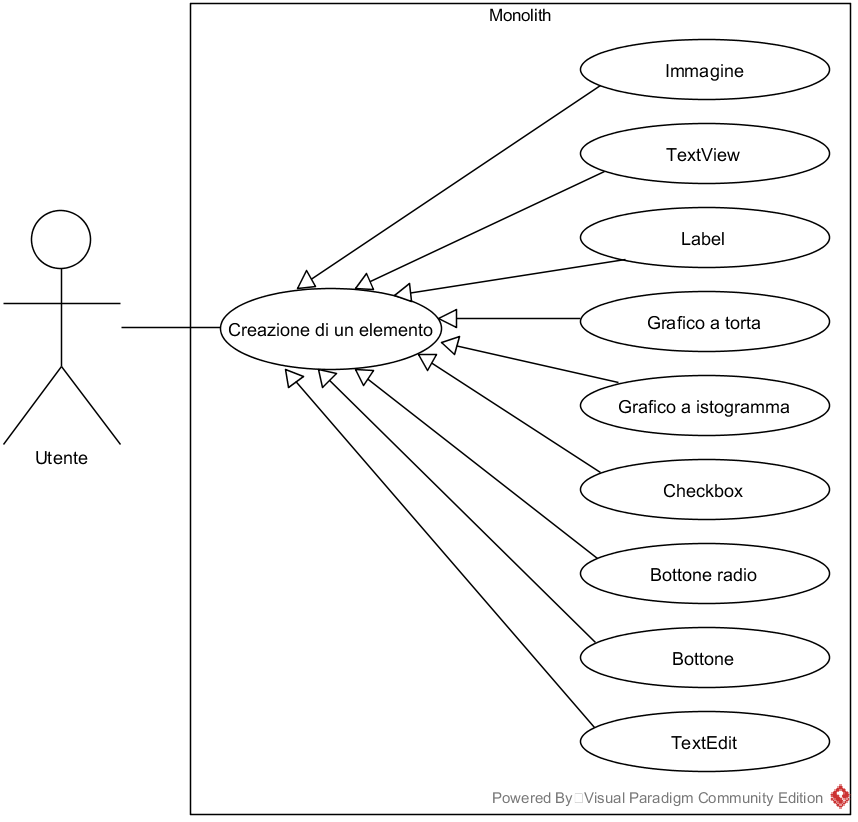 Monolith
Immagine
TextView
Label
Grafico a torta
Creazione di un elemento
Grafico a istogramma
Utente
Checkbox
Bottone radio
Bottone
TextEdit
Powered By Visual Paradigm Community Edition